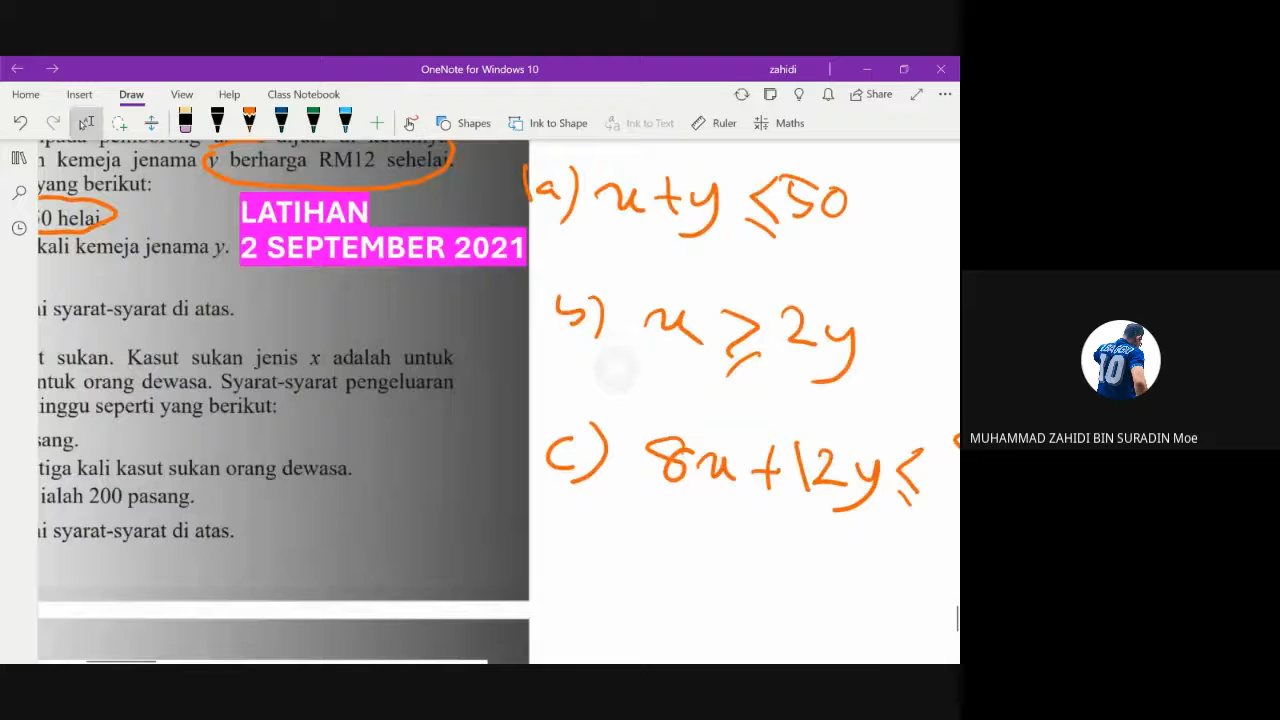 OneNote for Windows 10
zahidi
Home Insert Draw View Help Class Notebook
Share
Shapes Ink to Shape Ink to Text Ruler Maths
kemeja jenama y berharga RM12 sehelai.
yang berikut:
50 helai
LATIHAN
kali kemeja jenama y.
2 SEPTEMBER 2021
syarat-syarat di atas.
sukan. Kasut sukan jenis x adalah untuk
untuk orang dewasa. Syarat-syarat pengeluaran
seperti yang berikut:
tiga kali kasut sukan orang dewasa.
ialah 200 pasang.
syarat-syarat di atas.
(a) x + y ≤ 50
b) x ≥ 2y
c) 8x + 12y ≤
10
MUHAMMAD ZAHIDI BIN SURADIN Moe